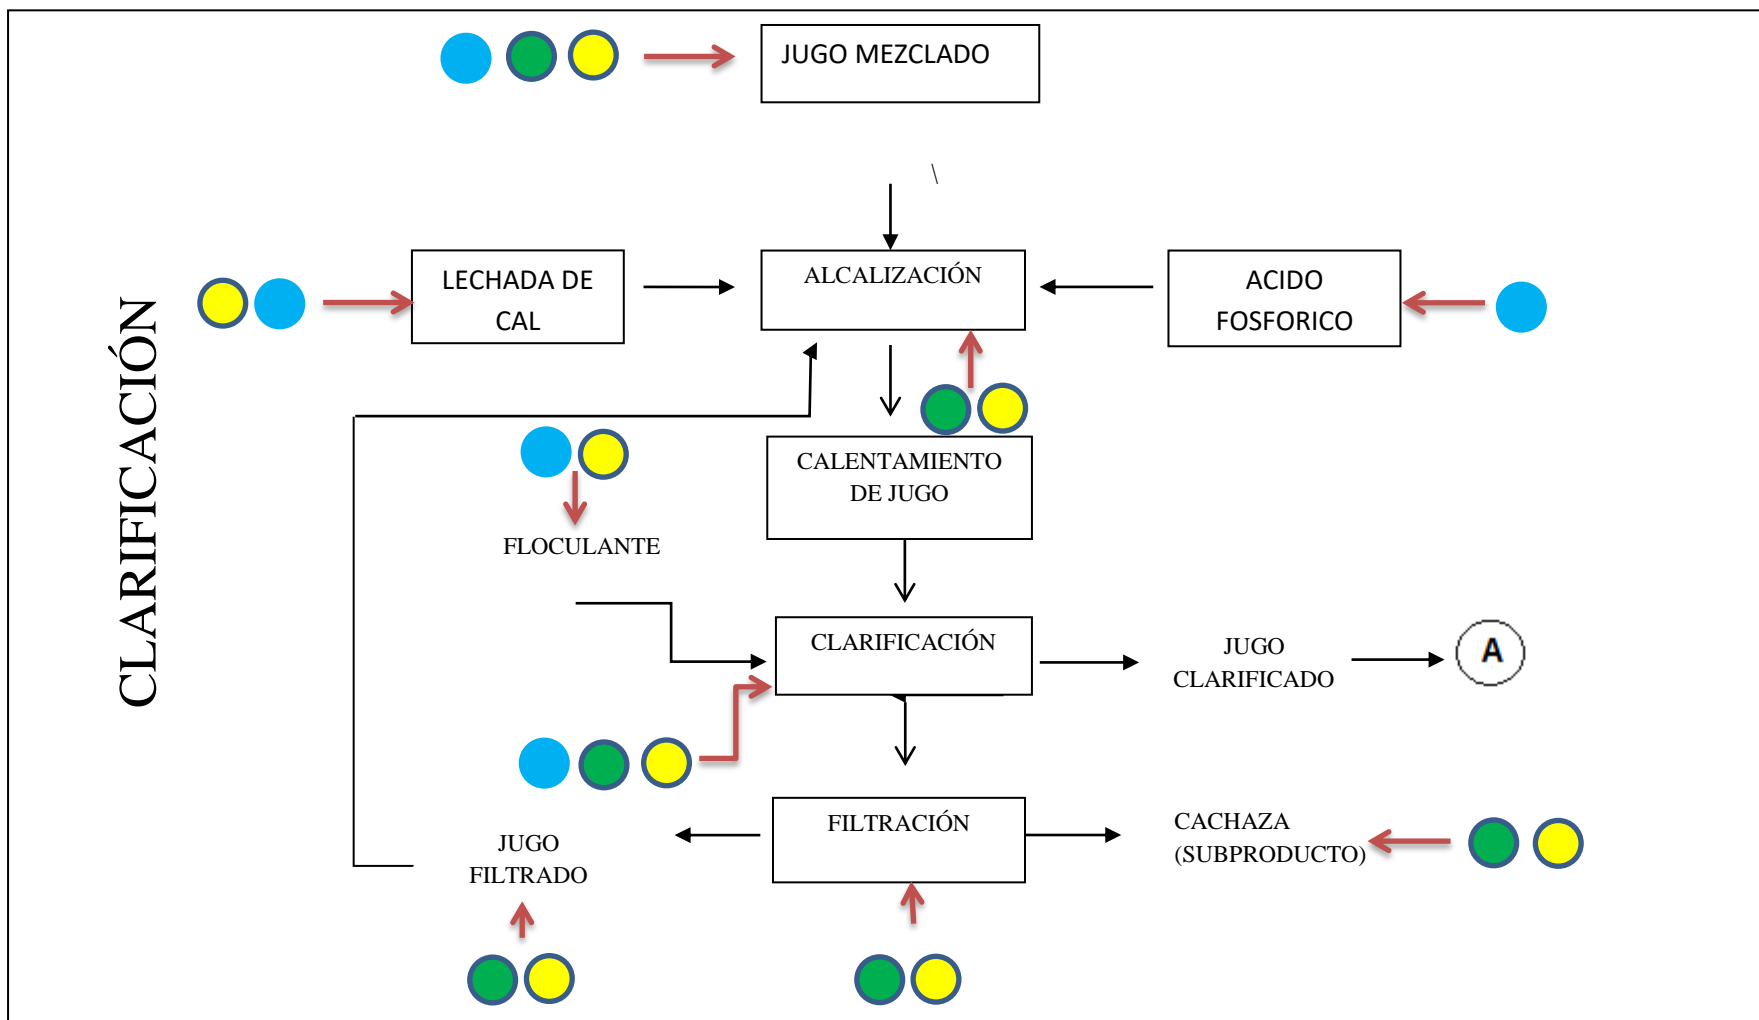 JUGO MEZCLADO
\
CLARIFICACIÓN
LECHADA DE
CAL
ALCALIZACIÓN
ACIDO
FOSFORICO
CALENTAMIENTO
DE JUGO
FLOCULANTE
CLARIFICACIÓN
JUGO
CLARIFICADO
A
FILTRACIÓN
JUGO
FILTRADO
CACHAZA
(SUBPRODUCTO)